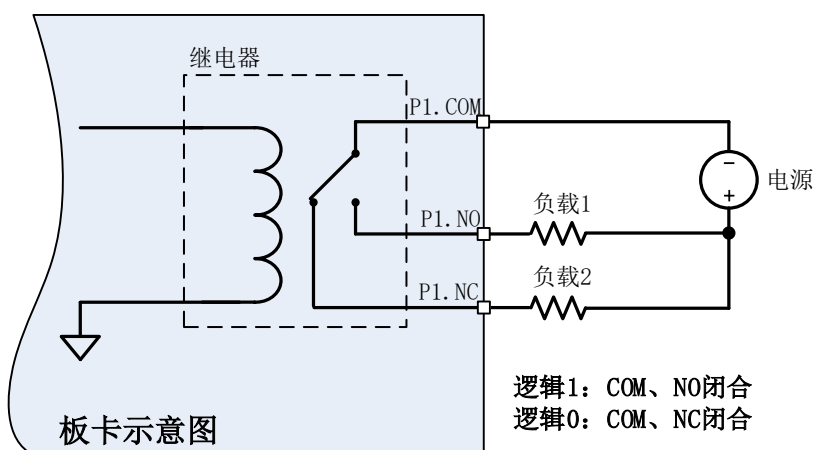 继电器
P1.COM
-
电源
+
负载1
P1.NO
负载2
P1.NC
逻辑1：COM、NO闭合
逻辑0：COM、NC闭合
板卡示意图